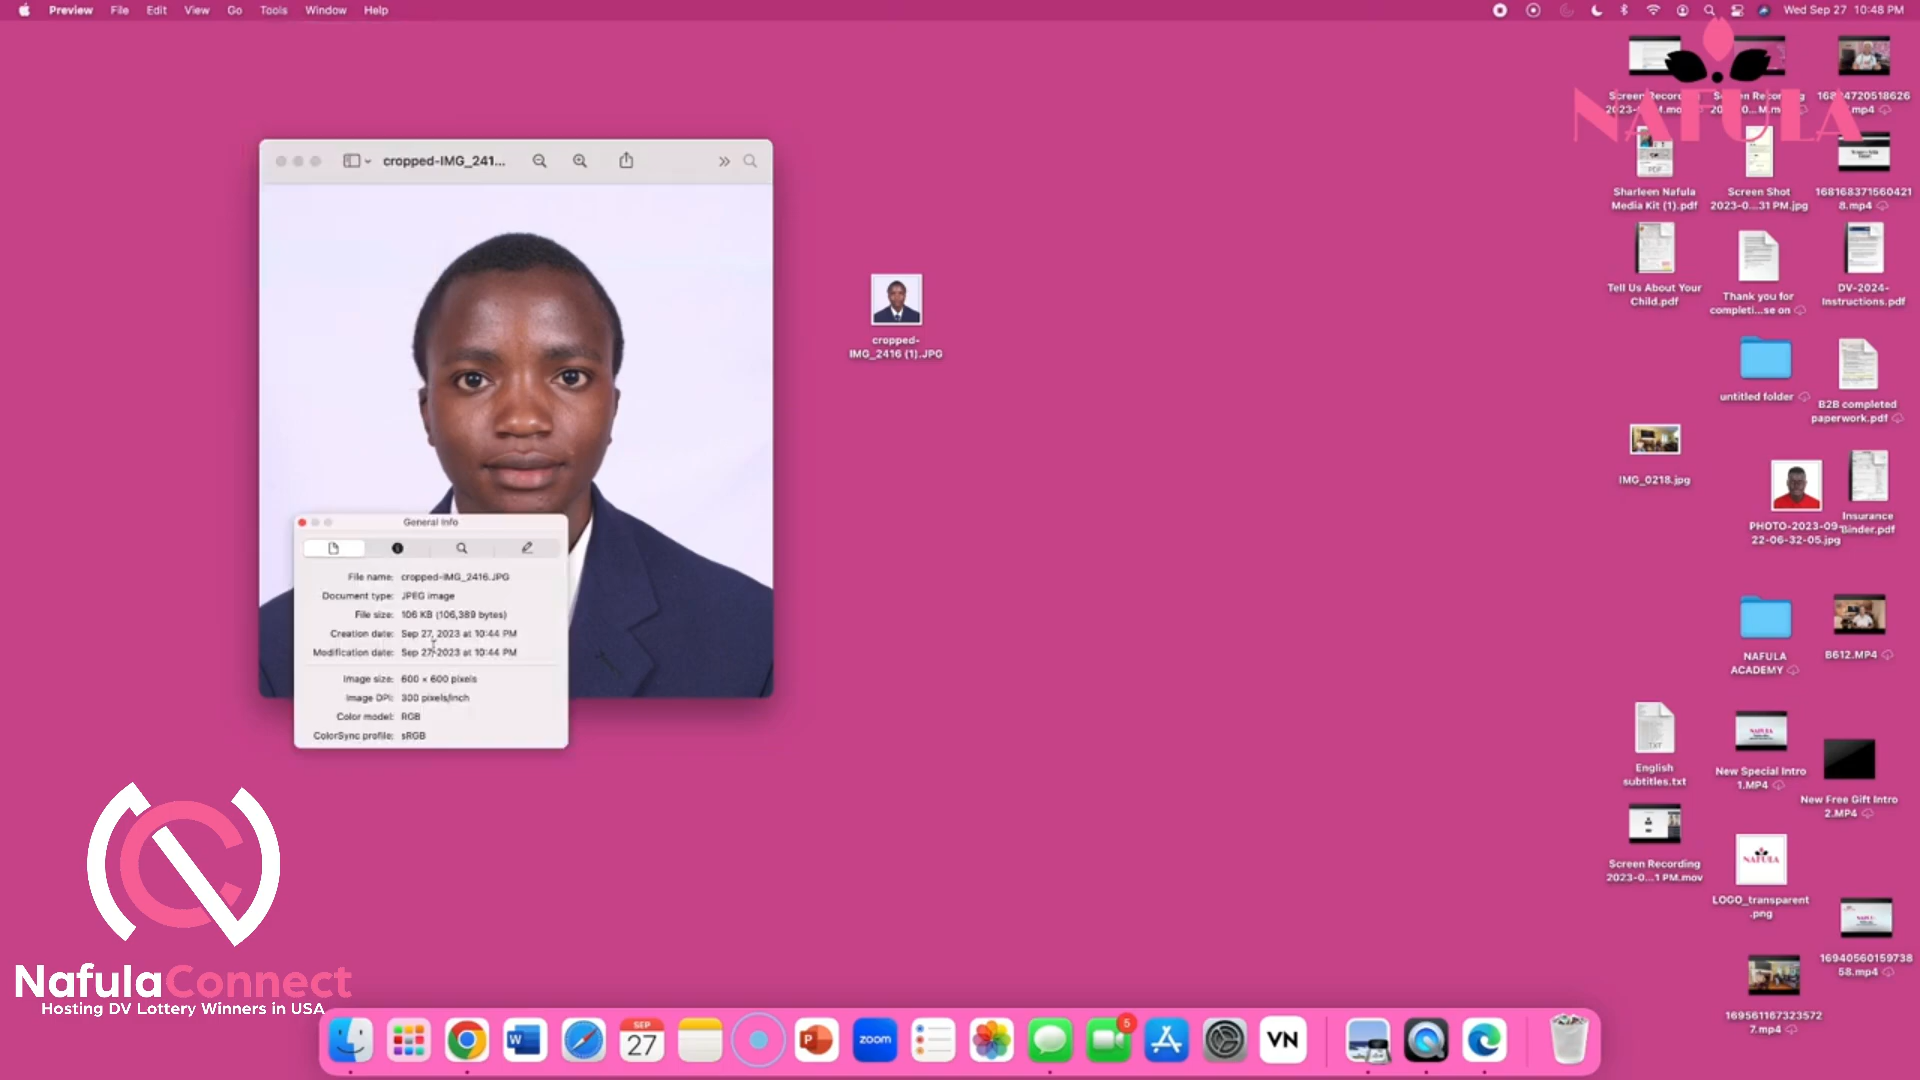 Preview File Edit View Go Tools Window Help
Wed Sep 27 10:48 PM
NAFULA
cropped-IMG_241...
cropped-
IMG_2416 (1).JPG
General Info
File name: cropped-IMG_2416.JPG
Document type: JPEG image
File size: 106 KB (106,389 bytes)
Creation date: Sep 27, 2023 at 10:44 PM
Modification date: Sep 27, 2023 at 10:44 PM
Image size: 600 × 600 pixels
Image DPI: 300 pixels/inch
Color model: RGB
ColorSync profile: sRGB
Sharleen Nafula
Media Kit (1).pdf
PDF
Screen Shot
2023-0...31 PM.jpg
168168371560421
8.mp4
Tell Us About Your
Child.pdf
Thank you for
completi...se on
DV-2024-
Instructions.pdf
untitled folder
B2B completed
paperwork.pdf
IMG_0218.jpg
PHOTO-2023-09-
22-06-32-05.jpg
Insurance
Binder.pdf
NAFULA
ACADEMY
B612.MP4
TXT
English
subtitles.txt
NAFULA
New Special Intro
1.MP4
New Free Gift Intro
2.MP4
Screen Recording
2023-0...1 PM.mov
NAFULA
LOGO_transparent
.png
16940560159738
58.mp4
169561167323572
7.mp4
NafulaConnect
Hosting DV Lottery Winners in USA
SEP
27
W
P
zoom
5
VN